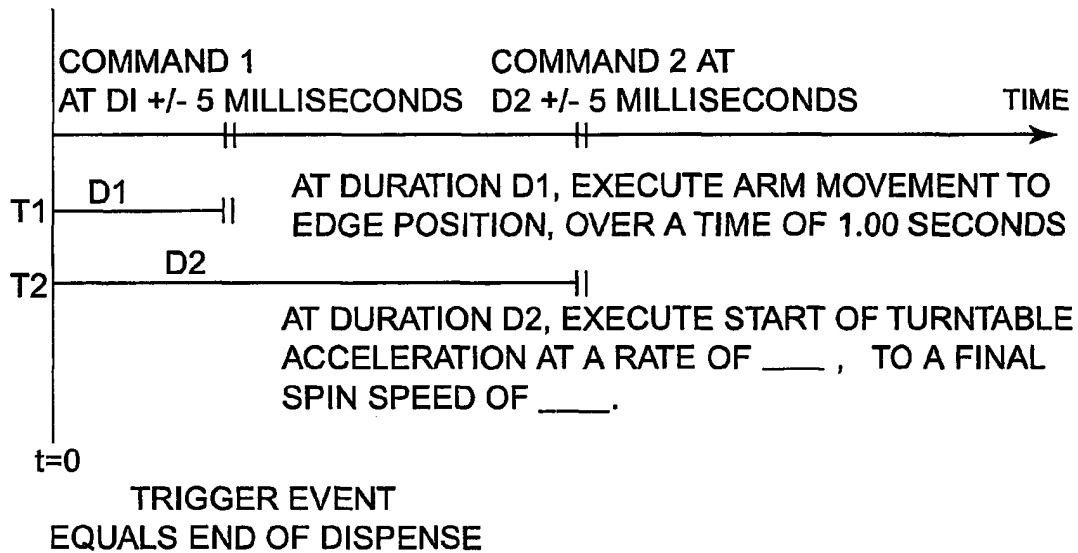 COMMAND 1
AT DI +/- 5 MILLISECONDS
COMMAND 2 AT
D2 +/- 5 MILLISECONDS
TIME
T1
D1
AT DURATION D1, EXECUTE ARM MOVEMENT TO
EDGE POSITION, OVER A TIME OF 1.00 SECONDS
T2
D2
AT DURATION D2, EXECUTE START OF TURNTABLE
ACCELERATION AT A RATE OF ____ , TO A FINAL
SPIN SPEED OF ____.
t=0
TRIGGER EVENT
EQUALS END OF DISPENSE